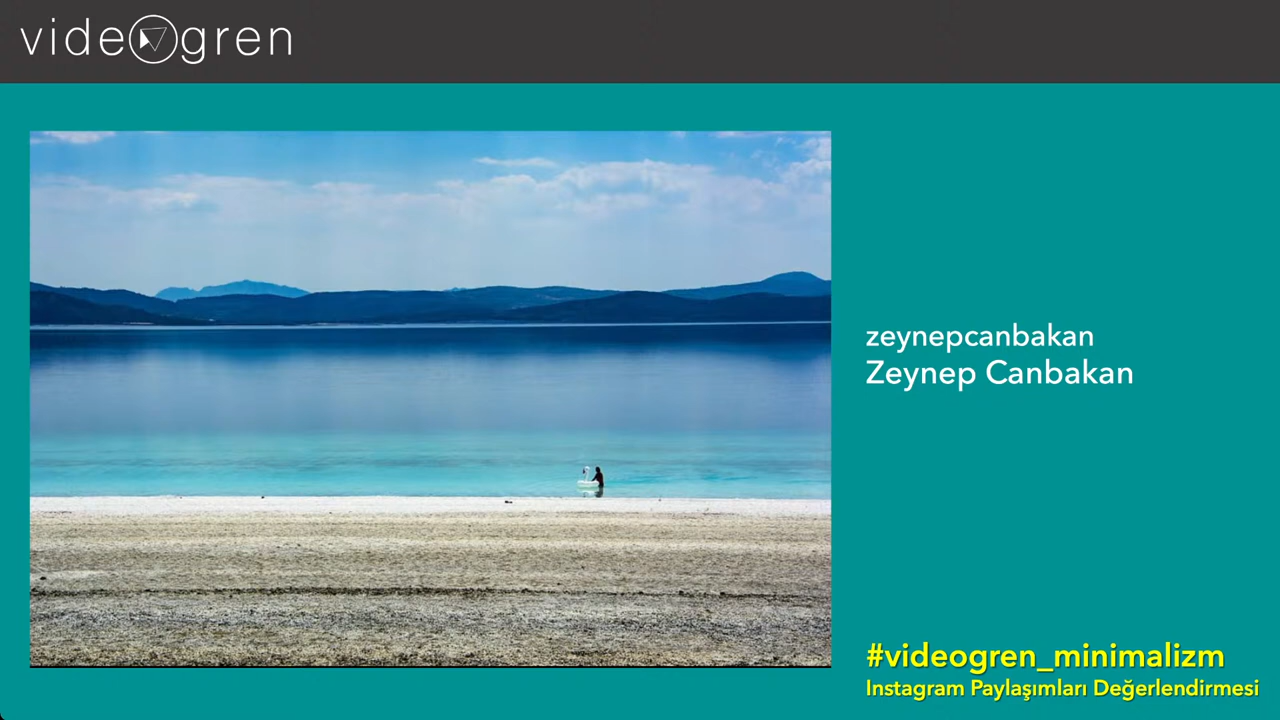 videogren
zeynepcanbakan
Zeynep Canbakan
#videogren_minimalizm
Instagram Paylaşımları Değerlendirmesi